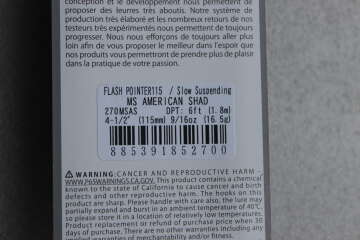 conception et le développement nous permettent de
proposer des leurres très aboutis. Notre système de
production très élaboré et les nombreux retours de nos
testeurs très expérimentés nous permettent de toujours
progresser. Nous nous efforçons de toujours aller plus
loin afin de vous proposer le meilleur dans l'espoir que
nos produits vous permettront de prendre plus de plaisir
dans la pratique de votre passion.
FLASH POINTER115 / Slow Suspending
MS AMERICAN SHAD
270MSAS DPT: 6ft (1.8m)
4-1/2" (115mm) 9/16oz (16.5g)
885391852700
WARNING: CANCER AND REPRODUCTIVE HARM -
WWW.P65WARNINGS.CA.GOV. This product contains a chemical
known to the state of California to cause cancer and birth
defects and other reproductive harm. The hooks on this
product are sharp. Please handle with care also, the lure may
partially expand and burst in an ambient temperature of 40°C
so please store it in a location of relatively low temperatures.
Product replacement or refund of purchase price must be within
days of purchase. There are no other warranties including any
warranties of merchantability and/or fitness.